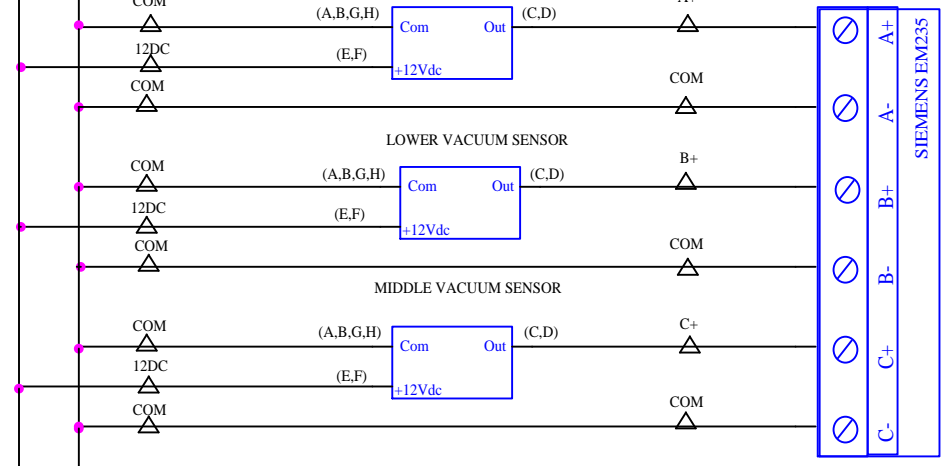 COM (A,B,G,H) Com Out (C,D) A+
12DC (E,F) +12Vdc
COM COM
LOWER VACUUM SENSOR
COM (A,B,G,H) Com Out (C,D) B+
12DC (E,F) +12Vdc
COM COM
MIDDLE VACUUM SENSOR
COM (A,B,G,H) Com Out (C,D) C+
12DC (E,F) +12Vdc
COM COM
A+
A-
B+
B-
C+
C-
SIEMENS EM235